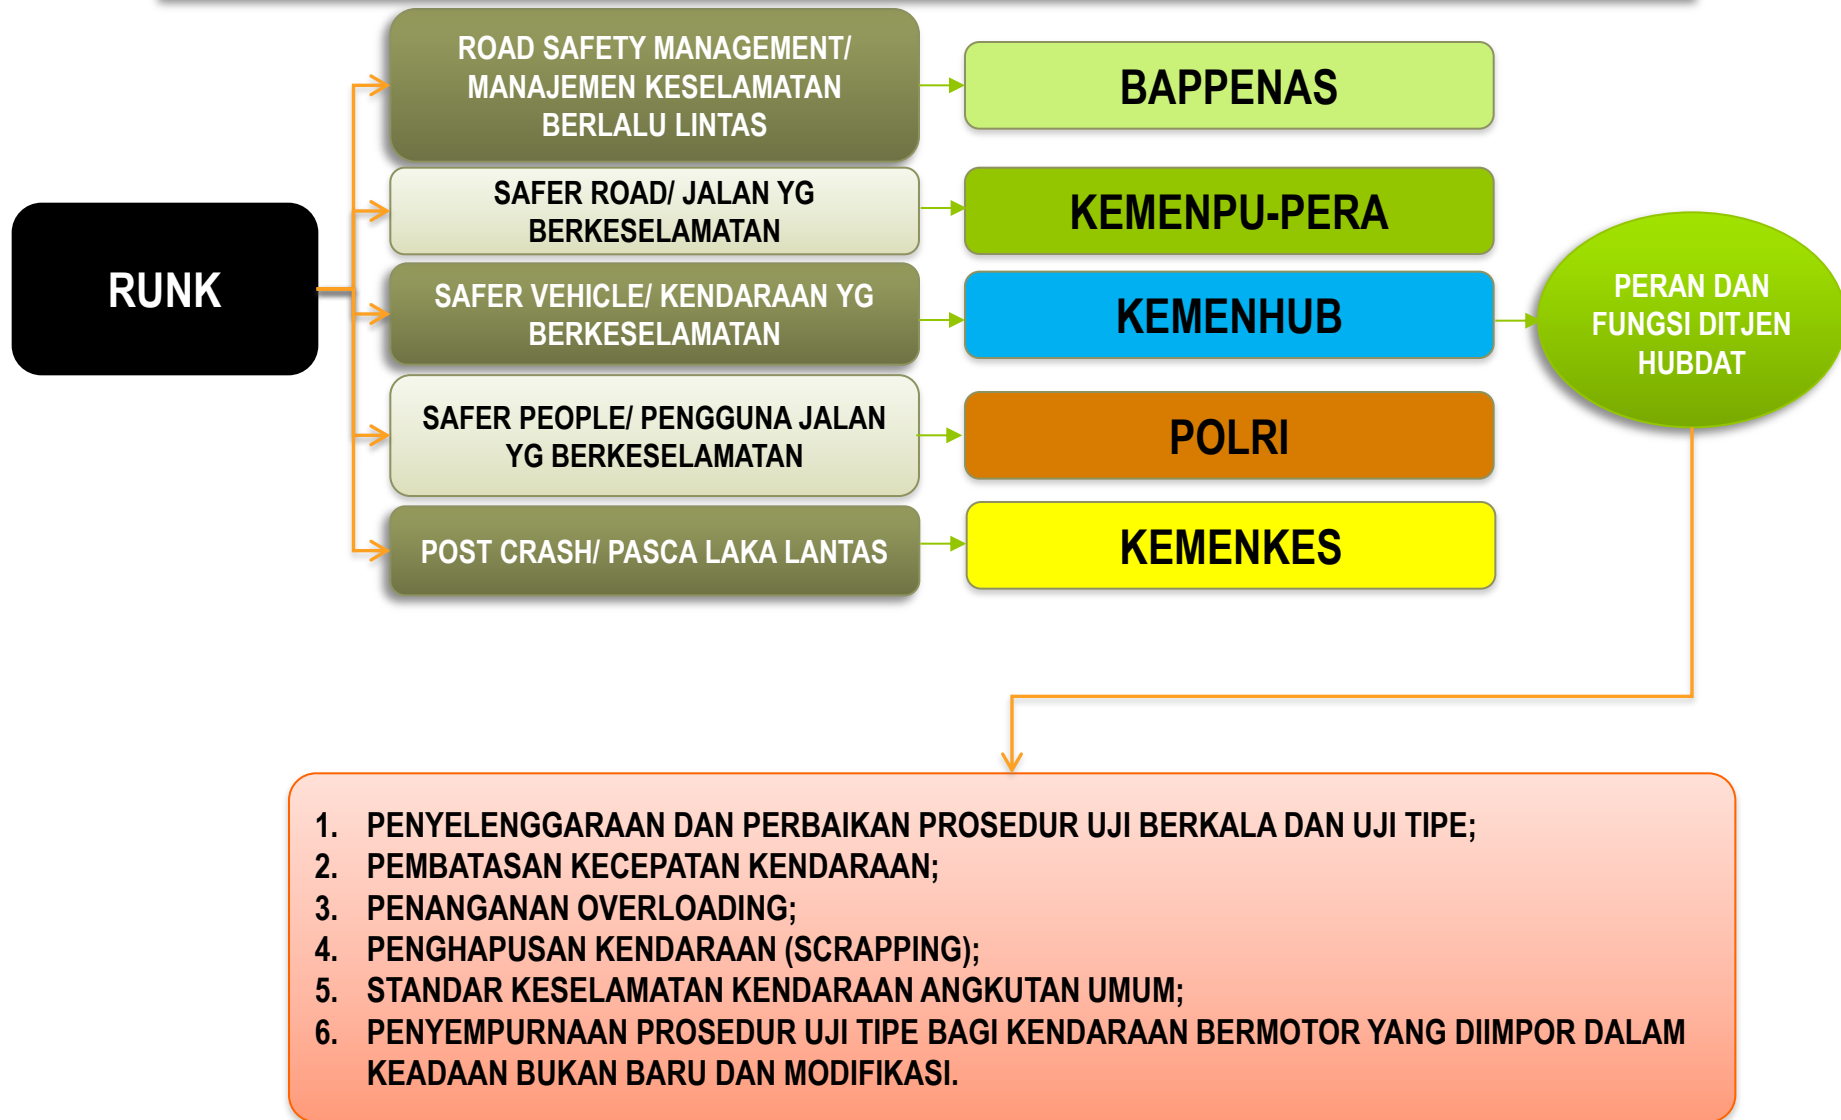 ROAD SAFETY MANAGEMENT/
MANAJEMEN KESELAMATAN
BERLALU LINTAS
BAPPENAS
SAFER ROAD/ JALAN YG
BERKESELAMATAN
KEMENPU-PERA
RUNK
SAFER VEHICLE/ KENDARAAN YG
BERKESELAMATAN
KEMENHUB
PERAN DAN
FUNGSI DITJEN
HUBDAT
SAFER PEOPLE/ PENGGUNA JALAN
YG BERKESELAMATAN
POLRI
POST CRASH/ PASCA LAKA LANTAS
KEMENKES
1. PENYELENGGARAAN DAN PERBAIKAN PROSEDUR UJI BERKALA DAN UJI TIPE;
2. PEMBATASAN KECEPATAN KENDARAAN;
3. PENANGANAN OVERLOADING;
4. PENGHAPUSAN KENDARAAN (SCRAPPING);
5. STANDAR KESELAMATAN KENDARAAN ANGKUTAN UMUM;
6. PENYEMPURNAAN PROSEDUR UJI TIPE BAGI KENDARAAN BERMOTOR YANG DIIMPOR DALAM
KEADAAN BUKAN BARU DAN MODIFIKASI.